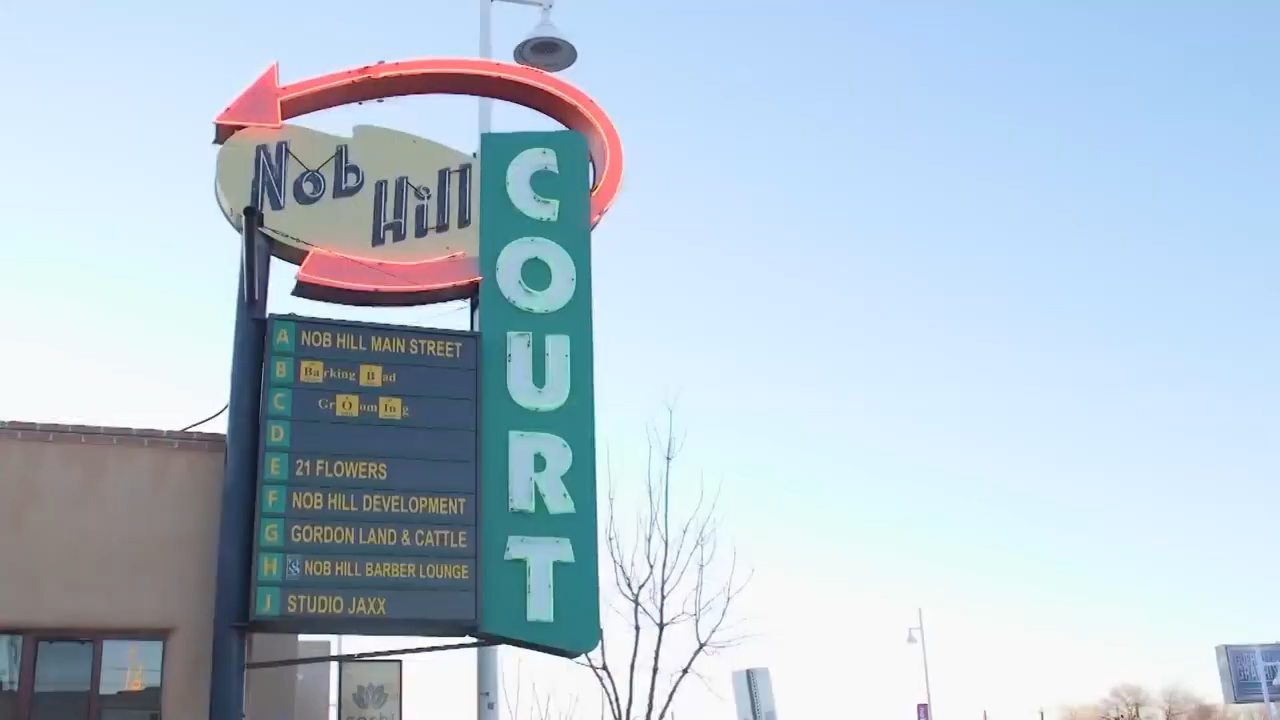 Nob Hill
COURT
A NOB HILL MAIN STREET
B Barking Bad
C GrOomIng
D
E 21 FLOWERS
F NOB HILL DEVELOPMENT
G GORDON LAND & CATTLE
H NOB HILL BARBER LOUNGE
J STUDIO JAXX